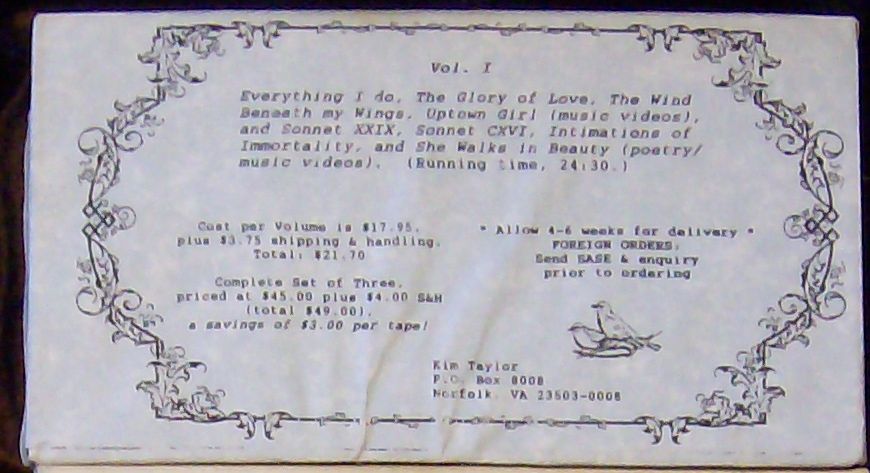 Vol. I
Everything I do, The Glory of Love, The Wind
Beneath my Wings, Uptown Girl (music videos),
and Sonnet XXIX, Sonnet CXVI, Intimations of
Immortality, and She Walks in Beauty (poetry/
music videos). (Running time, 24:30.)
Cost per Volume is $17.95,
plus $3.75 shipping & handling.
Total: $21.70
Complete Set of Three,
priced at $45.00 plus $4.00 S&H
(total $49.00),
a savings of $3.00 per tape!
* Allow 4-6 weeks for delivery *
FOREIGN ORDERS:
Send SASE & enquiry
prior to ordering
Kim Taylor
P.O. Box 8008
Norfolk, VA 23503-0008